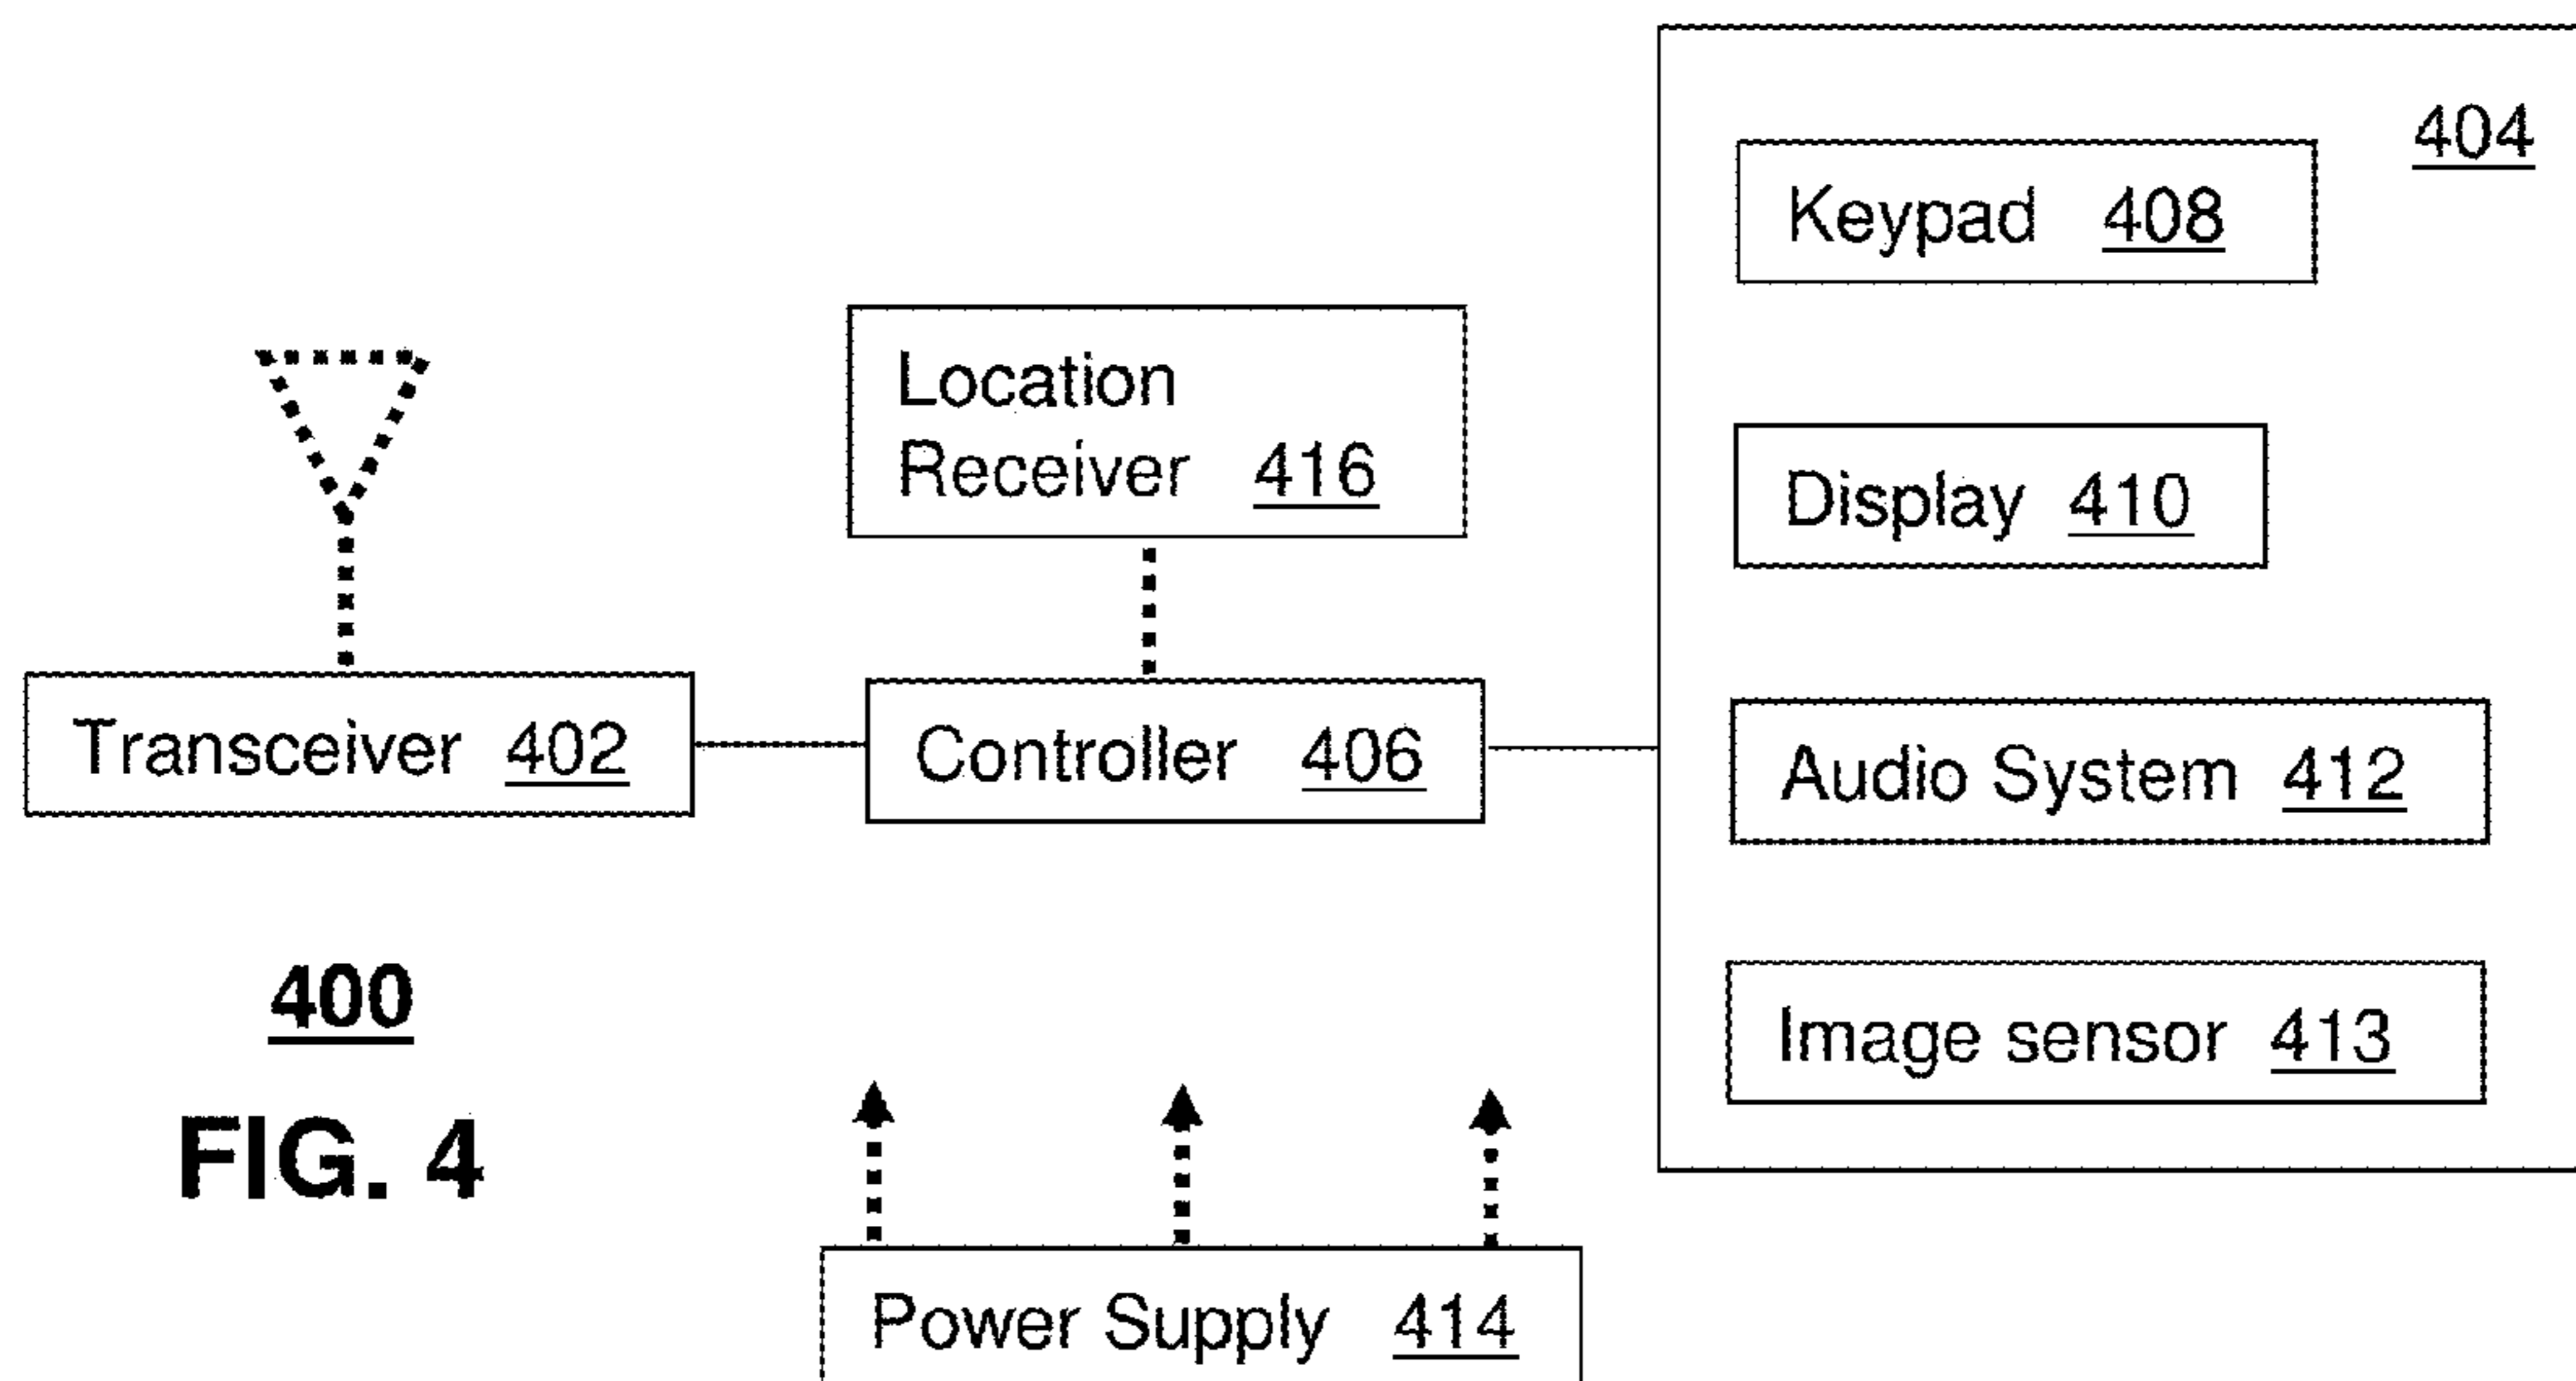 404
Keypad 408
Location
Receiver 416
Display 410
Transceiver 402
Controller 406
Audio System 412
400
Image sensor 413
FIG. 4
Power Supply 414